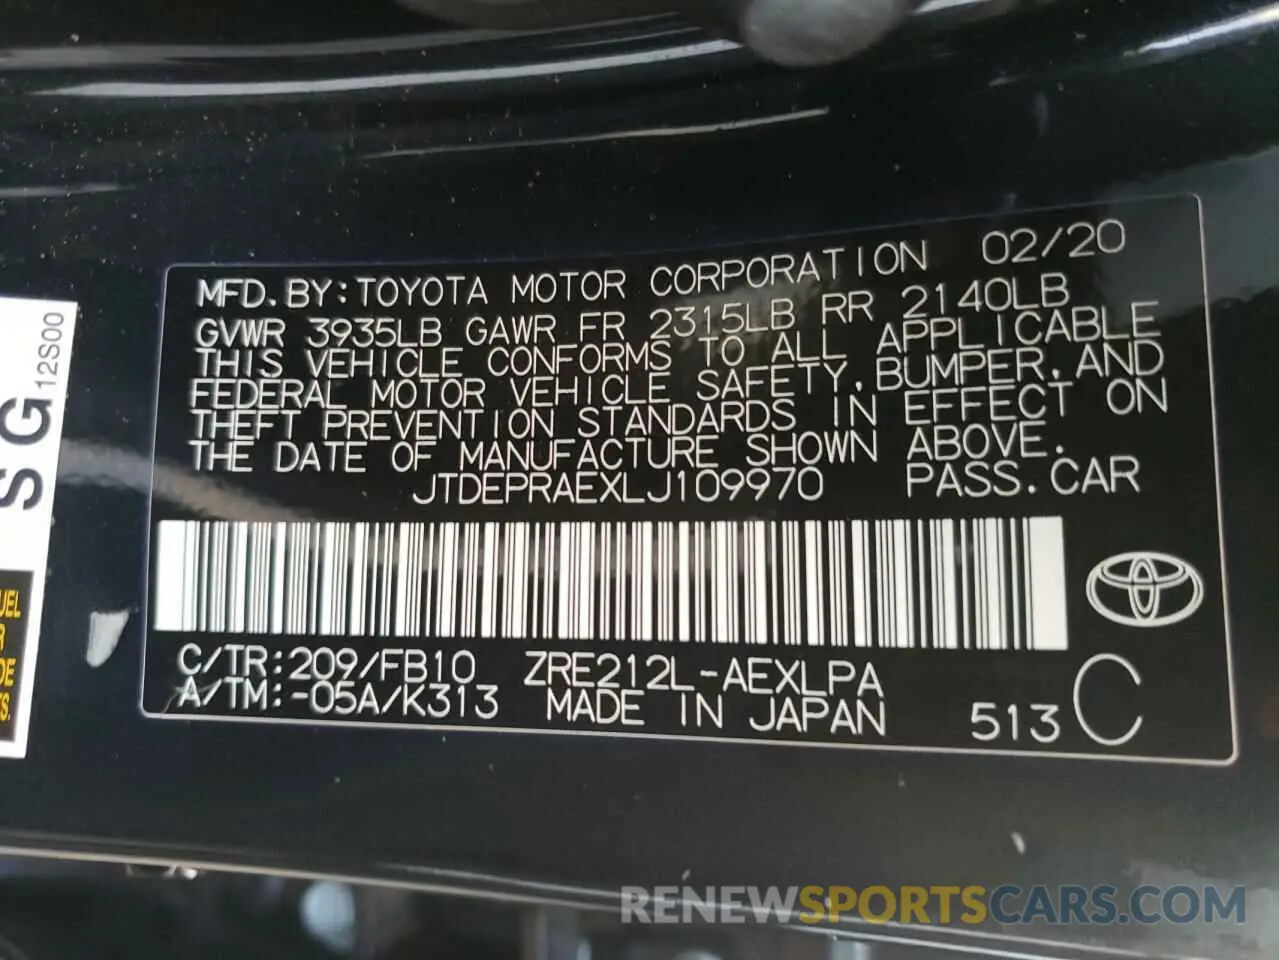 MFD.BY:TOYOTA MOTOR CORPORATION 02/20
GVWR 3935LB GAWR FR 2315LB RR 2140LB
THIS VEHICLE CONFORMS TO ALL APPLICABLE
FEDERAL MOTOR VEHICLE SAFETY,BUMPER,AND
THEFT PREVENTION STANDARDS IN EFFECT ON
THE DATE OF MANUFACTURE SHOWN ABOVE.
JTDEPRAEXLJ109970 PASS.CAR
C/TR:209/FB10 ZRE212L-AEXLPA
A/TM:-05A/K313 MADE IN JAPAN 513 C
SG 12S00
RENEWSPORTSCARS.COM